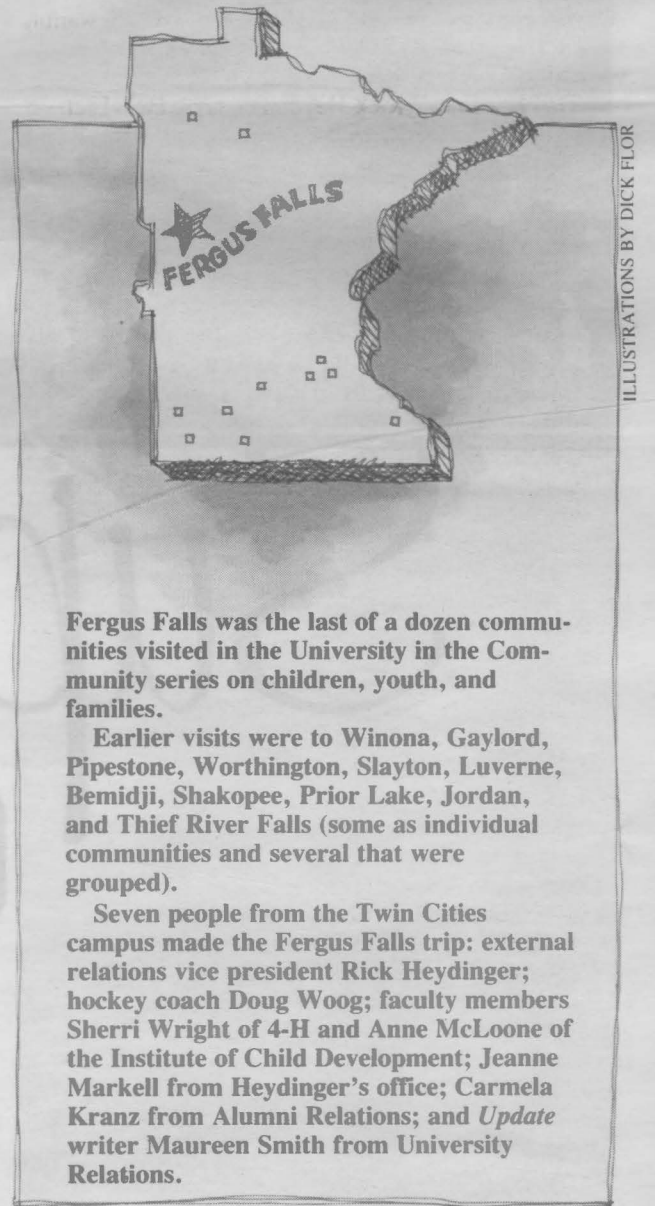 FERGUS FALLS
ILLUSTRATIONS BY DICK FLOR
Fergus Falls was the last of a dozen commu-
nities visited in the University in the Com-
munity series on children, youth, and
families.
Earlier visits were to Winona, Gaylord,
Pipestone, Worthington, Slayton, Luverne,
Bemidji, Shakopee, Prior Lake, Jordan,
and Thief River Falls (some as individual
communities and several that were
grouped).
Seven people from the Twin Cities
campus made the Fergus Falls trip: external
relations vice president Rick Heydinger;
hockey coach Doug Woog; faculty members
Sherri Wright of 4-H and Anne McLoone of
the Institute of Child Development; Jeanne
Markell from Heydinger's office; Carmela
Kranz from Alumni Relations; and Update
writer Maureen Smith from University
Relations.